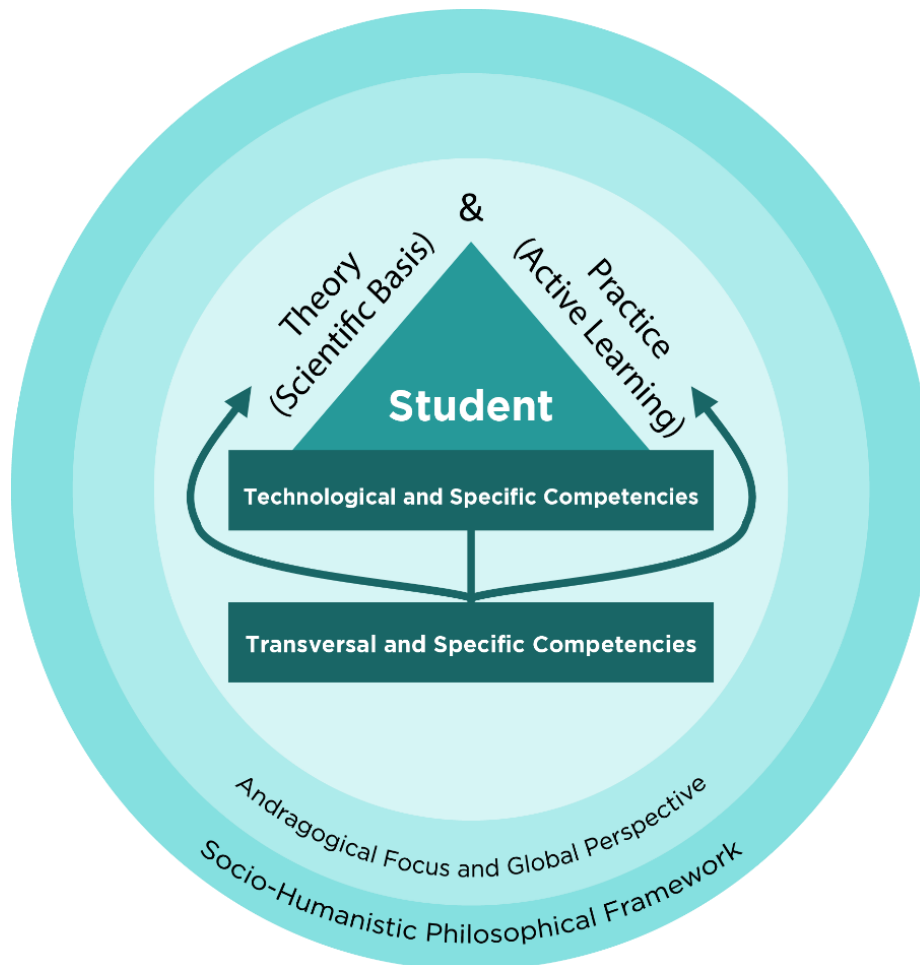 &
Theory
(Scientific Basis)
Practice
(Active Learning)
Student
Technological and Specific Competencies
Transversal and Specific Competencies
Andragogical Focus and Global Perspective
Socio-Humanistic Philosophical Framework